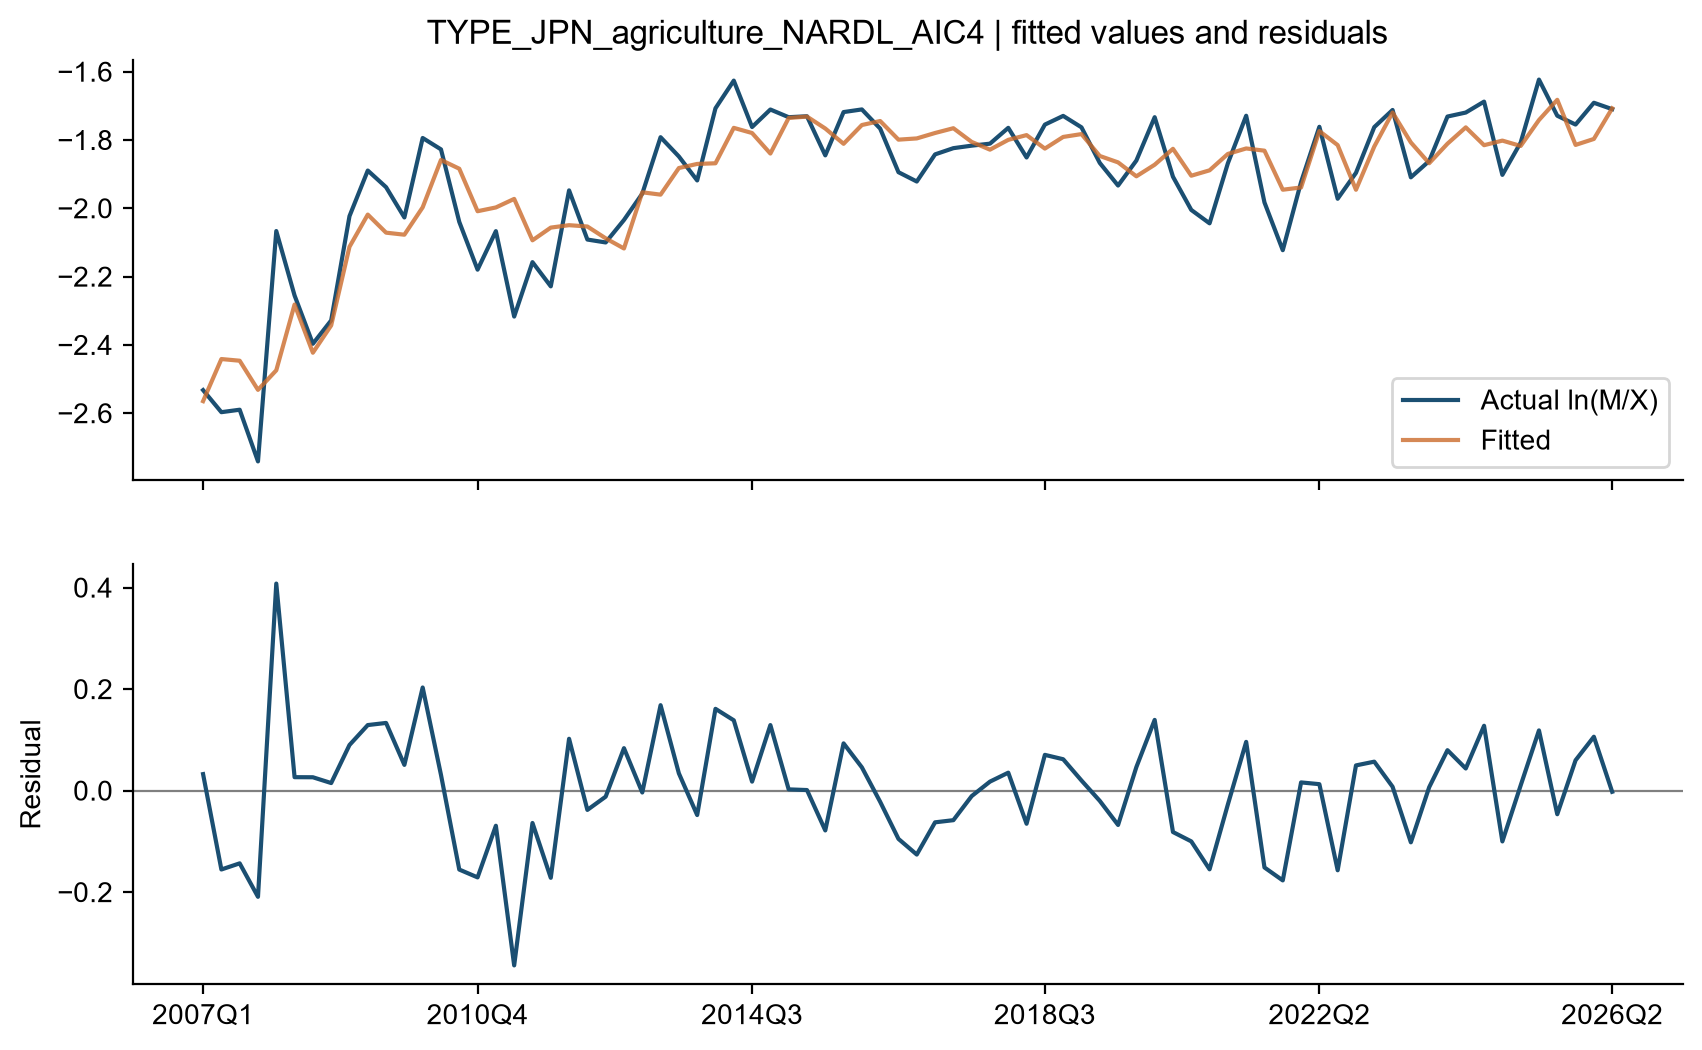 TYPE_JPN_agriculture_NARDL_AIC4 | fitted values and residuals
−1.6
−1.8
−2.0
−2.2
−2.4
−2.6
Actual ln(M/X)
Fitted
0.4
0.2
0.0
−0.2
Residual
2007Q1
2010Q4
2014Q3
2018Q3
2022Q2
2026Q2